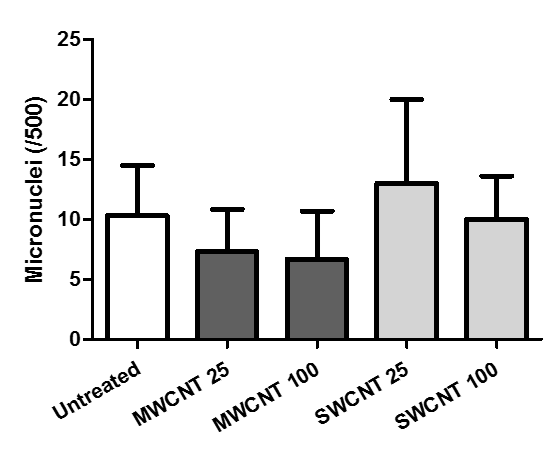 Micronuclei (/500)
25
20
15
10
5
0
Untreated
MWCNT 25
MWCNT 100
SWCNT 25
SWCNT 100